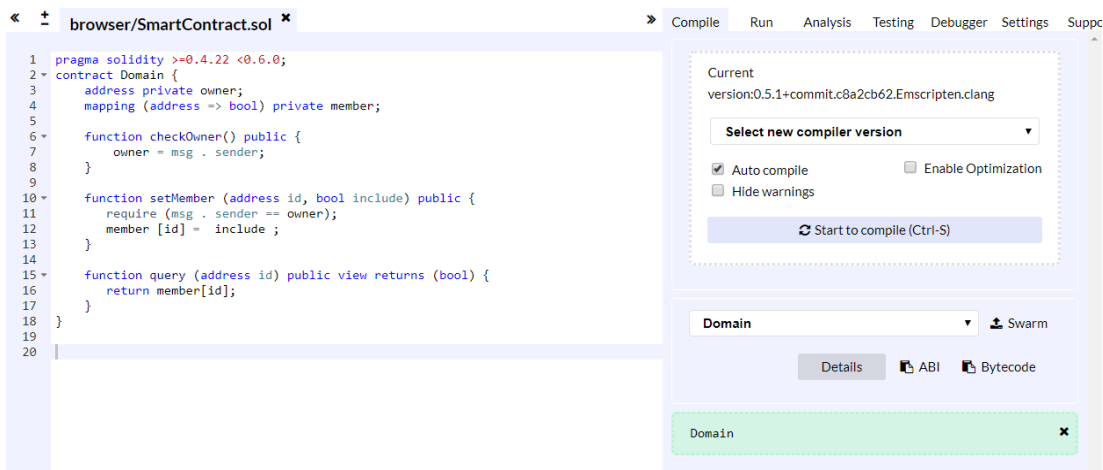 « ± browser/SmartContract.sol ×
1 pragma solidity >=0.4.22 <0.6.0;
2 contract Domain {
3 address private owner;
4 mapping (address => bool) private member;
5
6 function checkOwner() public {
7 owner = msg . sender;
8 }
9
10 function setMember (address id, bool include) public {
11 require (msg . sender == owner);
12 member [id] = include ;
13 }
14
15 function query (address id) public view returns (bool) {
16 return member[id];
17 }
18 }
19
20
» Compile Run Analysis Testing Debugger Settings Suppo
Current
version:0.5.1+commit.c8a2cb62.Emscripten.clang
Select new compiler version
Auto compile Enable Optimization
Hide warnings
Start to compile (Ctrl-S)
Domain Swarm
Details ABI Bytecode
Domain ×